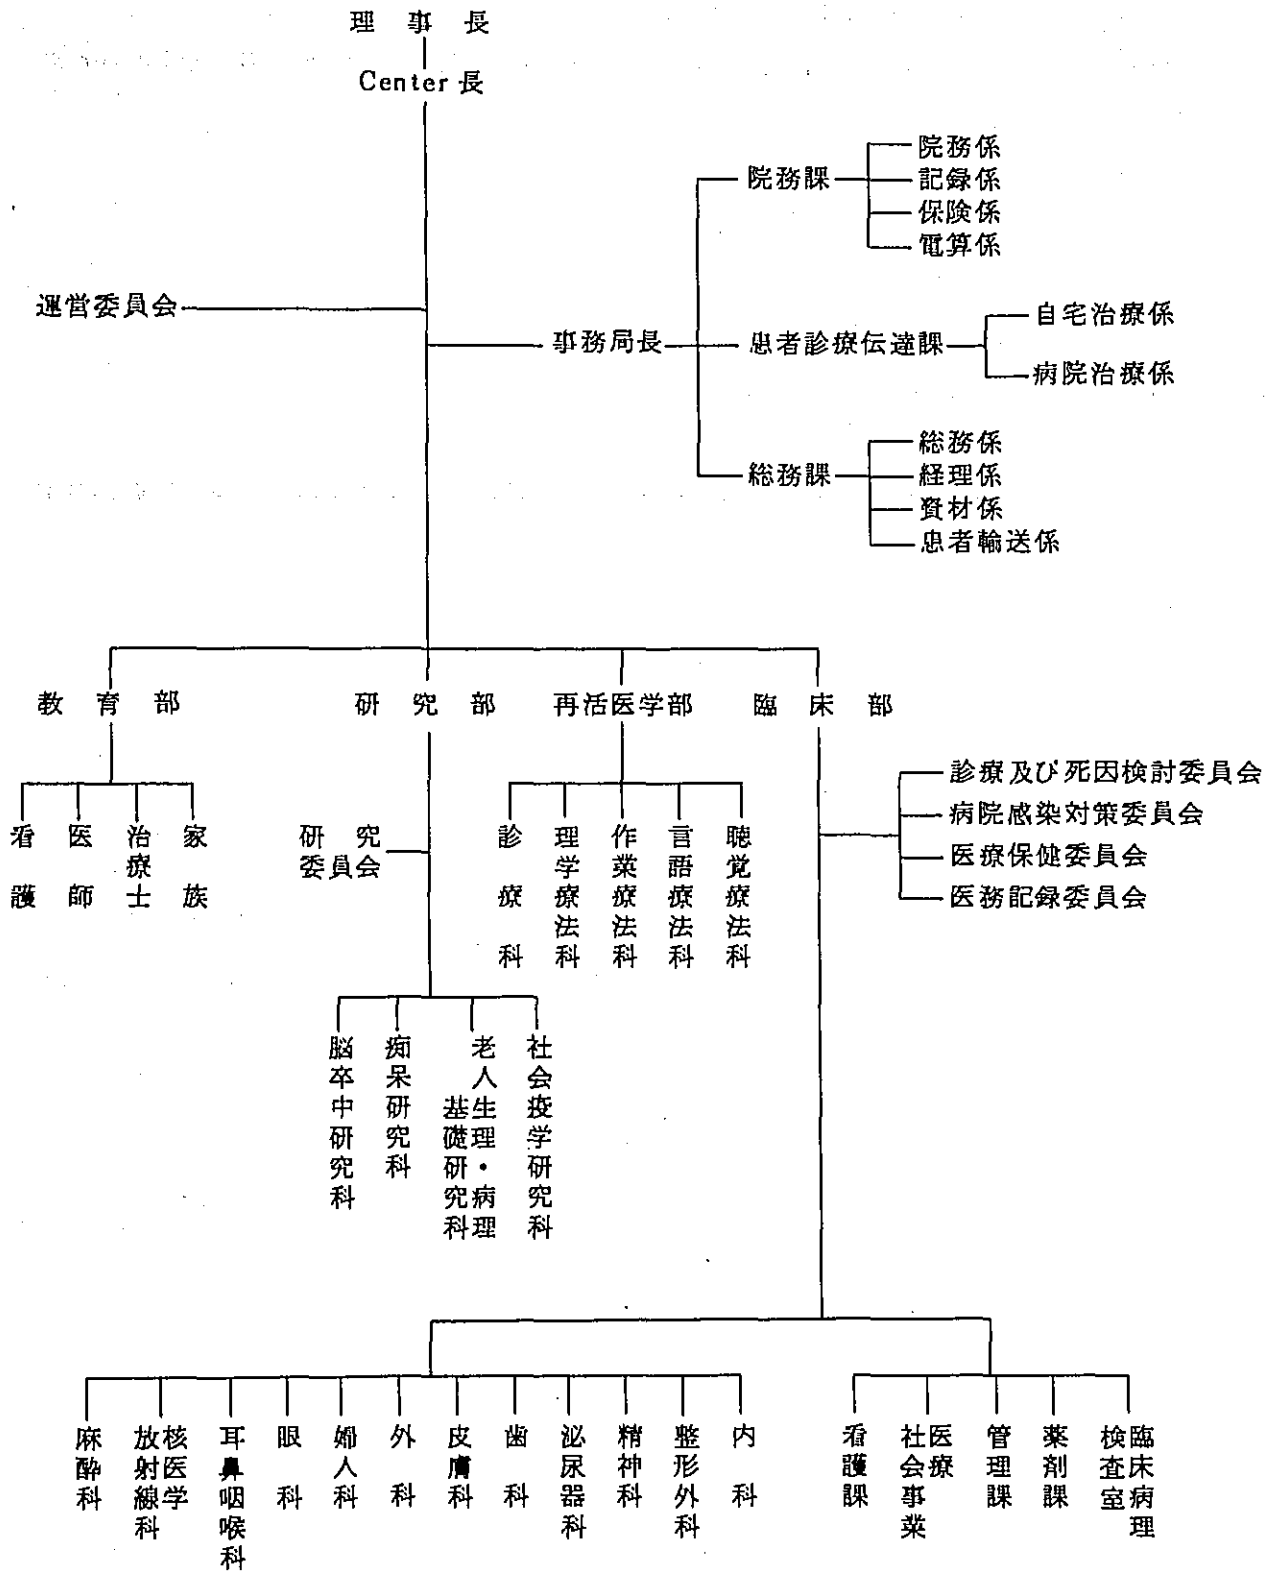 理事長
Center長
院務課
院務係
記録係
保険係
電算係
運営委員会
事務局長
患者診療伝達課
自宅治療係
病院治療係
総務課
総務係
経理係
資材係
患者輸送係
教育部
研究部
再活医学部
臨床部
看護
医師
治療士
家族
研究
委員会
診療科
理学療法科
作業療法科
言語療法科
聴覚療法科
診療及び死因検討委員会
病院感染対策委員会
医療保健委員会
医務記録委員会
脳卒中研究科
痴呆研究科
老人生理・病理
基礎研究科
社会疫学研究科
麻酔科
核医学
放射線科
耳鼻咽喉科
眼科
婦人科
外科
皮膚科
歯科
泌尿器科
精神科
整形外科
内科
看護課
医療
社会事業
管理課
薬剤課
臨床病理
検査室